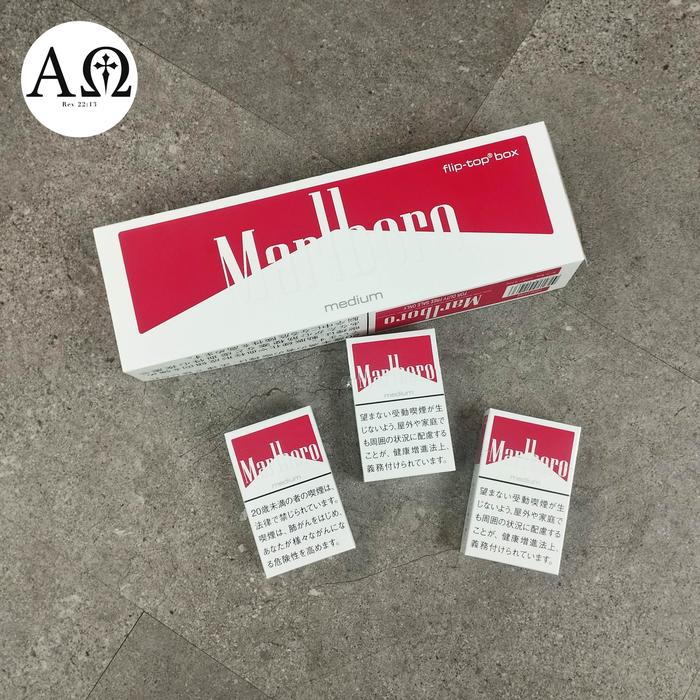 ΑΩ
Rev 22:13
flip-top® box
Marlboro
medium
Marlboro
FOR DUTY FREE SALE ONLY
Marlboro
medium
望まない受動喫煙が生
じないよう、屋外や家庭で
も周囲の状況に配慮する
ことが、健康増進法上、
義務付けられています。
Marlboro
medium
20歳未満の者の喫煙は、
法律で禁じられています。
喫煙は、肺がんをはじめ、
あなたが様々ながんにな
る危険性を高めます。
Marlboro
medium
望まない受動喫煙が生
じないよう、屋外や家庭で
も周囲の状況に配慮する
ことが、健康増進法上、
義務付けられています。